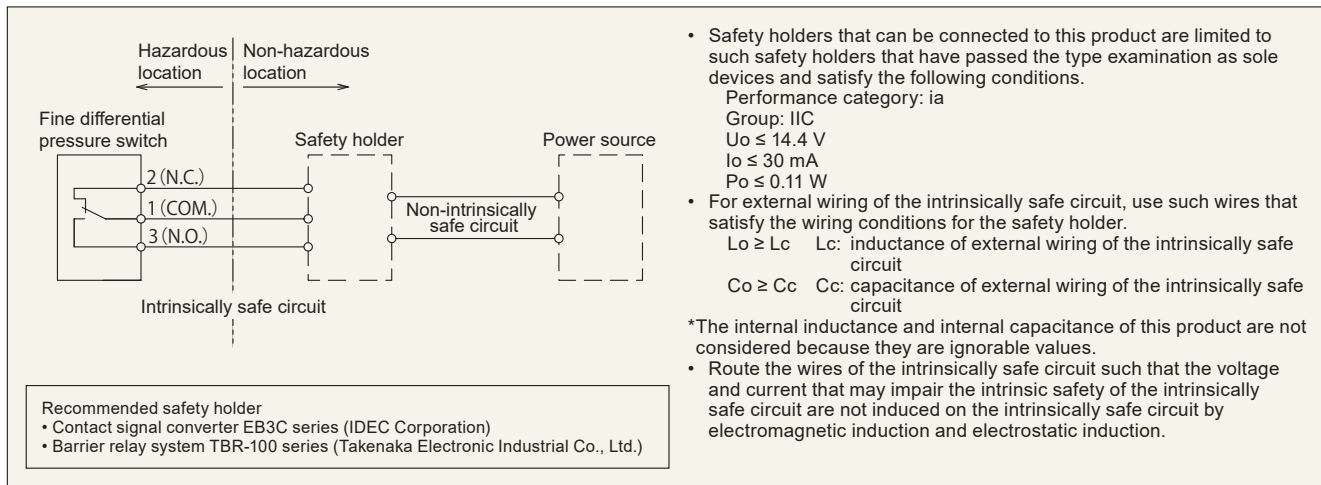 Hazardous
location
Non-hazardous
location
Fine differential
pressure switch
Safety holder
Power source
2 (N.C.)
1 (COM.)
3 (N.O.)
Non-intrinsically
safe circuit
Intrinsically safe circuit
Recommended safety holder
• Contact signal converter EB3C series (IDEC Corporation)
• Barrier relay system TBR-100 series (Takenaka Electronic Industrial Co., Ltd.)
• Safety holders that can be connected to this product are limited to
such safety holders that have passed the type examination as sole
devices and satisfy the following conditions.
Performance category: ia
Group: IIC
Uo ≤ 14.4 V
Io ≤ 30 mA
Po ≤ 0.11 W
• For external wiring of the intrinsically safe circuit, use such wires that
satisfy the wiring conditions for the safety holder.
Lo ≥ Lc Lc: inductance of external wiring of the intrinsically safe
circuit
Co ≥ Cc Cc: capacitance of external wiring of the intrinsically safe
circuit
*The internal inductance and internal capacitance of this product are not
considered because they are ignorable values.
• Route the wires of the intrinsically safe circuit such that the voltage
and current that may impair the intrinsic safety of the intrinsically
safe circuit are not induced on the intrinsically safe circuit by
electromagnetic induction and electrostatic induction.